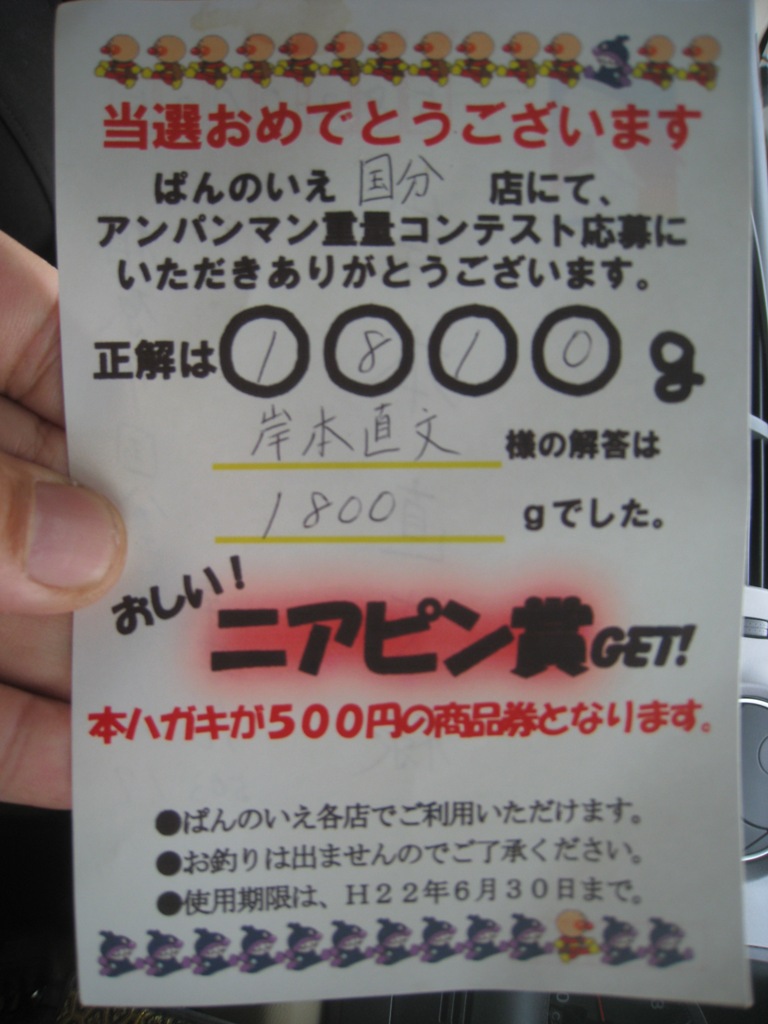 当選おめでとうございます
ぱんのいえ 国分 店にて、
アンパンマン重量コンテスト応募に
いただきありがとうございます。
正解は 1 8 1 0 g
岸本直文 様の解答は
1800 gでした。
おしい!
ニアピン賞GET!
本ハガキが500円の商品券となります。
●ぱんのいえ各店でご利用いただけます。
●お釣りは出ませんのでご了承ください。
●使用期限は、H22年6月30日まで。